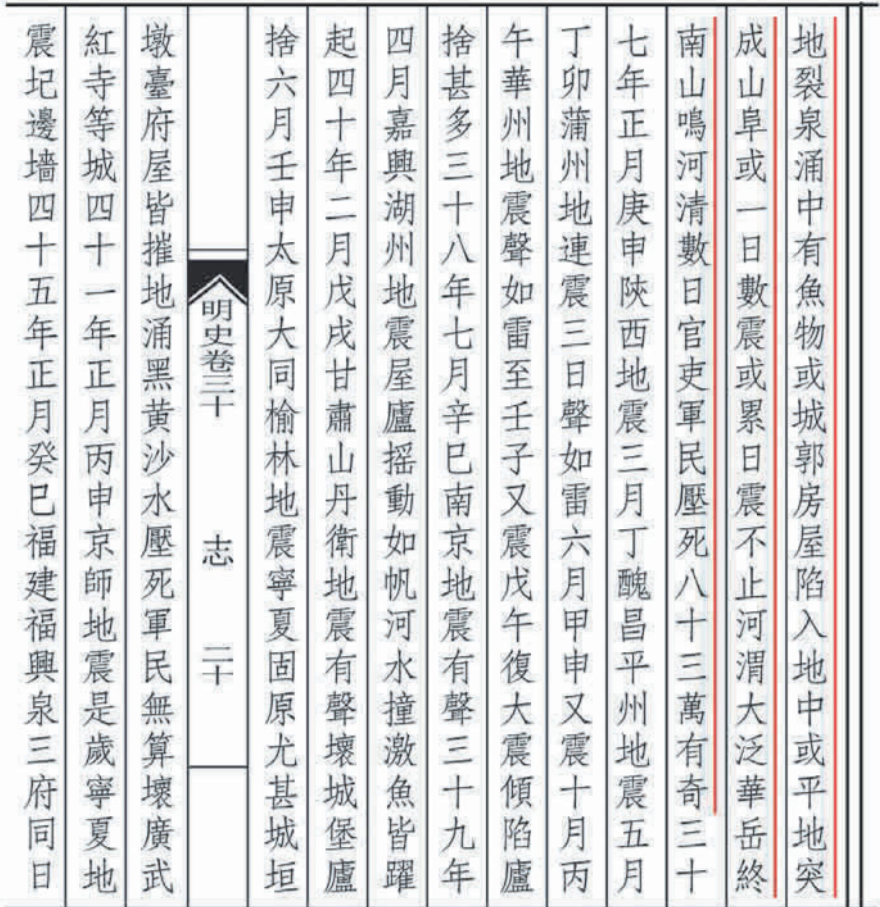 地裂泉涌中有魚物或城郭房屋陷入地中或平地突
成山阜或一日數震或累日震不止河渭大泛華岳終
南山鳴河清數日官吏軍民壓死八十三萬有奇三十
七年正月庚申陜西地震三月丁醜昌平州地震五月
丁卯蒲州地連震三日聲如雷六月甲申又震十月丙
午華州地震聲如雷至壬子又震戊午復大震傾陷廬
捨甚多三十八年七月辛巳南京地震有聲三十九年
四月嘉興湖州地震屋廬摇動如帆河水撞激魚皆躍
起四十年二月戊戌甘肅山丹衛地震有聲壞城堡廬
捨六月壬申太原大同榆林地震寧夏固原尤甚城垣
明史卷三十 志 二十
墩臺府屋皆摧地涌黑黄沙水壓死軍民無算壞廣武
紅寺等城四十一年正月丙申京師地震是歲寧夏地
震圮邊墻四十五年正月癸巳福建福興泉三府同日